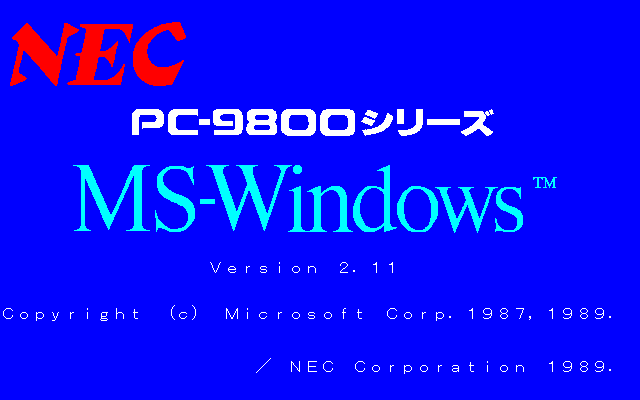 NEC
PC-9800シリーズ
MS-Windows™
Version 2.11
Copyright (c) Microsoft Corp. 1987, 1989.
/ NEC Corporation 1989.